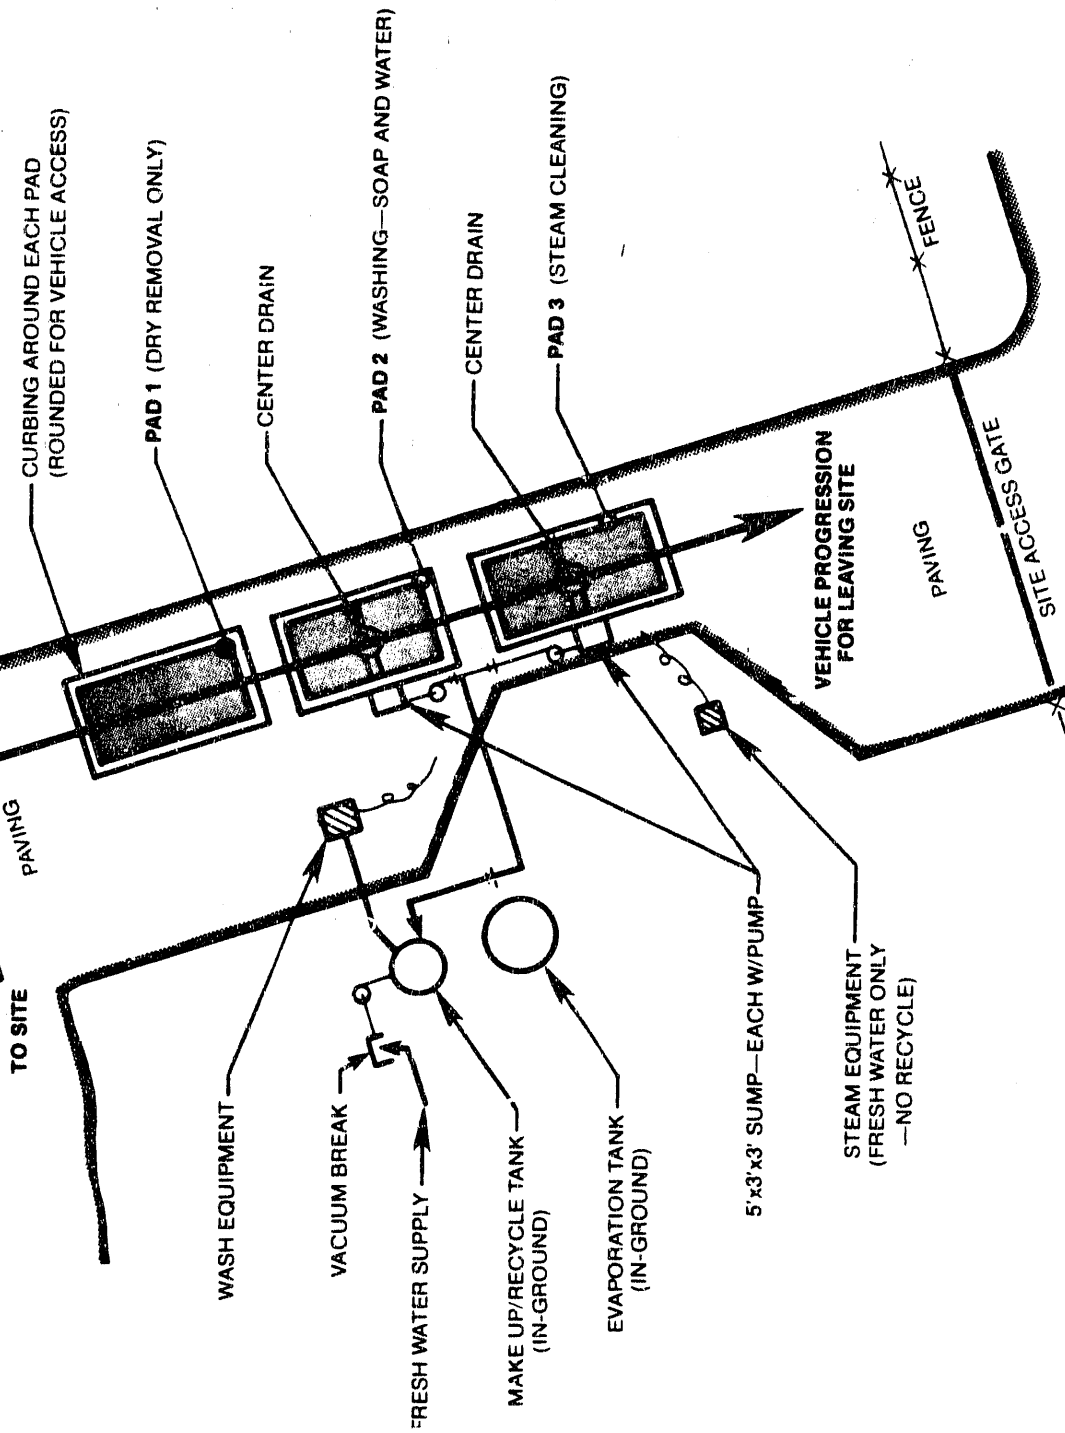 CURBING AROUND EACH PAD
(ROUNDED FOR VEHICLE ACCESS)
PAD 1 (DRY REMOVAL ONLY)
CENTER DRAIN
PAD 2 (WASHING—SOAP AND WATER)
CENTER DRAIN
PAD 3 (STEAM CLEANING)
FENCE
TO SITE
PAVING
VEHICLE PROGRESSION
FOR LEAVING SITE
PAVING
SITE ACCESS GATE
WASH EQUIPMENT
VACUUM BREAK
FRESH WATER SUPPLY
MAKE UP/RECYCLE TANK
(IN-GROUND)
EVAPORATION TANK
(IN-GROUND)
5'x3'x3' SUMP—EACH W/PUMP
STEAM EQUIPMENT
(FRESH WATER ONLY
—NO RECYCLE)